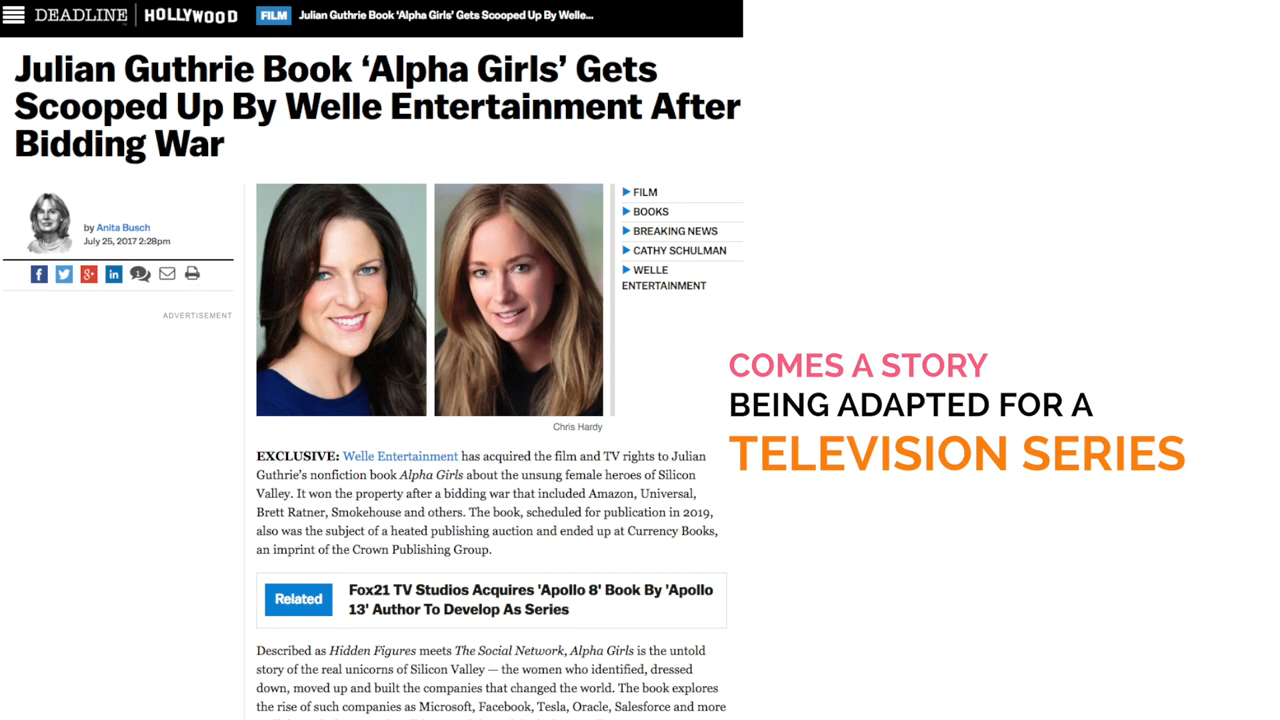 DEADLINE HOLLYWOOD FILM Julian Guthrie Book 'Alpha Girls' Gets Scooped Up By Welle...
Julian Guthrie Book ‘Alpha Girls’ Gets
Scooped Up By Welle Entertainment After
Bidding War
by Anita Busch
July 25, 2017 2:28pm
1
ADVERTISEMENT
FILM
BOOKS
BREAKING NEWS
CATHY SCHULMAN
WELLE
ENTERTAINMENT
Chris Hardy
EXCLUSIVE: Welle Entertainment has acquired the film and TV rights to Julian
Guthrie’s nonfiction book Alpha Girls about the unsung female heroes of Silicon
Valley. It won the property after a bidding war that included Amazon, Universal,
Brett Ratner, Smokehouse and others. The book, scheduled for publication in 2019,
also was the subject of a heated publishing auction and ended up at Currency Books,
an imprint of the Crown Publishing Group.
Related
Fox21 TV Studios Acquires 'Apollo 8' Book By 'Apollo
13' Author To Develop As Series
Described as Hidden Figures meets The Social Network, Alpha Girls is the untold
story of the real unicorns of Silicon Valley — the women who identified, dressed
down, moved up and built the companies that changed the world. The book explores
the rise of such companies as Microsoft, Facebook, Tesla, Oracle, Salesforce and more
COMES A STORY
BEING ADAPTED FOR A
TELEVISION SERIES